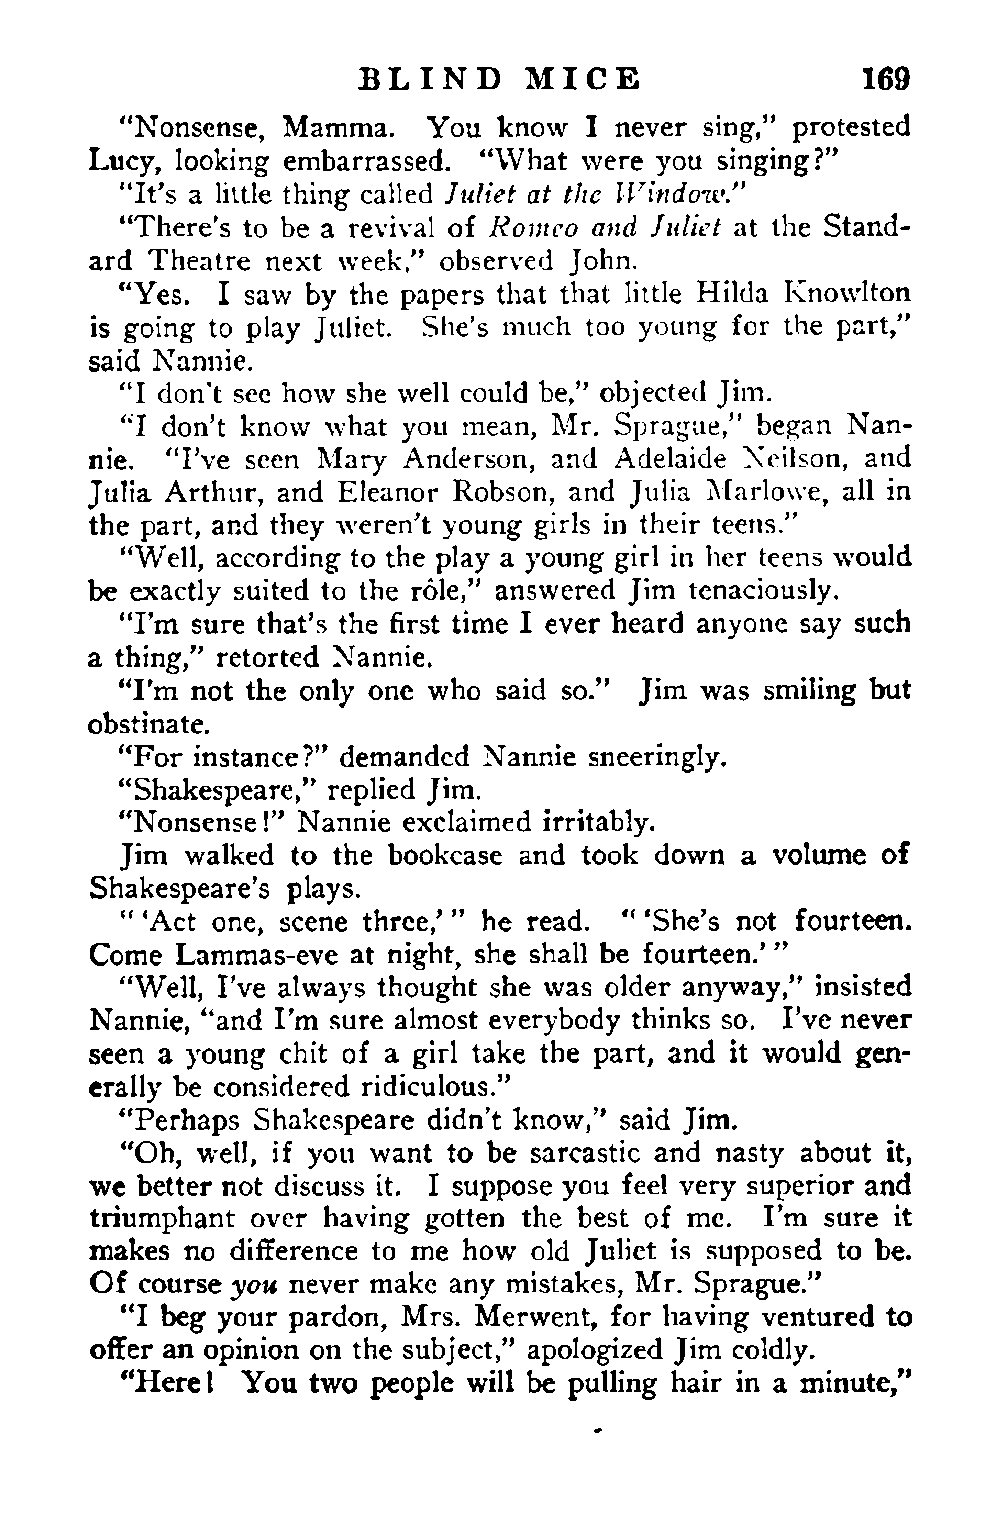 BLIND MICE 169
“Nonsense, Mamma. You know I never sing,” protested
Lucy, looking embarrassed. “What were you singing?”
“It’s a little thing called Juliet at the Window.”
“There’s to be a revival of Romeo and Juliet at the Stand-
ard Theatre next week,” observed John.
“Yes. I saw by the papers that that little Hilda Knowlton
is going to play Juliet. She’s much too young for the part,”
said Nannie.
“I don’t see how she well could be,” objected Jim.
“I don’t know what you mean, Mr. Sprague,” began Nan-
nie. “I’ve seen Mary Anderson, and Adelaide Neilson, and
Julia Arthur, and Eleanor Robson, and Julia Marlowe, all in
the part, and they weren’t young girls in their teens.”
“Well, according to the play a young girl in her teens would
be exactly suited to the rôle,” answered Jim tenaciously.
“I’m sure that’s the first time I ever heard anyone say such
a thing,” retorted Nannie.
“I’m not the only one who said so.” Jim was smiling but
obstinate.
“For instance?” demanded Nannie sneeringly.
“Shakespeare,” replied Jim.
“Nonsense!” Nannie exclaimed irritably.
Jim walked to the bookcase and took down a volume of
Shakespeare’s plays.
“ ‘Act one, scene three,’ ” he read. “ ‘She’s not fourteen.
Come Lammas-eve at night, she shall be fourteen.’ ”
“Well, I’ve always thought she was older anyway,” insisted
Nannie, “and I’m sure almost everybody thinks so. I’ve never
seen a young chit of a girl take the part, and it would gen-
erally be considered ridiculous.”
“Perhaps Shakespeare didn’t know,” said Jim.
“Oh, well, if you want to be sarcastic and nasty about it,
we better not discuss it. I suppose you feel very superior and
triumphant over having gotten the best of me. I’m sure it
makes no difference to me how old Juliet is supposed to be.
Of course you never make any mistakes, Mr. Sprague.”
“I beg your pardon, Mrs. Merwent, for having ventured to
offer an opinion on the subject,” apologized Jim coldly.
“Here! You two people will be pulling hair in a minute,”